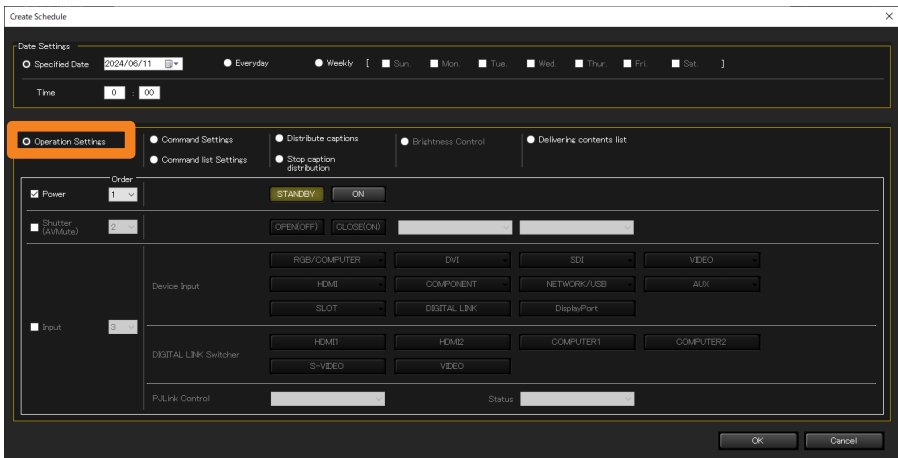 Create Schedule
Date Settings
Specified Date 2024/06/11 Everyday Weekly [ Sun. Mon. Tue. Wed. Thur. Fri. Sat. ]
Time 0 : 00
Operation Settings Command Settings Distribute captions Brightness Control Delivering contents list
Command list Settings Stop caption
distribution
Order
Power 1 STANDBY ON
Shutter
(AVMute) 2 OPEN(OFF) CLOSE(ON)
RGB/COMPUTER DVI SDI VIDEO
Device Input HDMI COMPONENT NETWORK/USB AUX
SLOT DIGITAL LINK DisplayPort
Input 3
HDMI1 HDMI2 COMPUTER1 COMPUTER2
DIGITAL LINK Switcher
S-VIDEO VIDEO
PJLink Control Status
OK Cancel